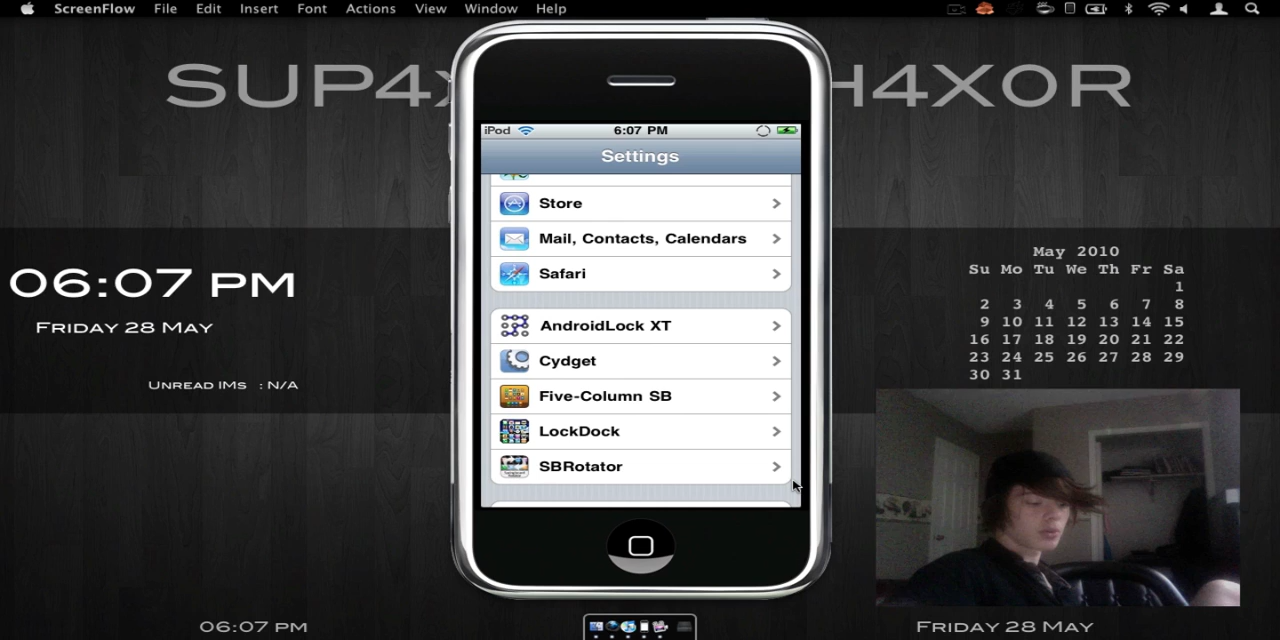 ScreenFlow File Edit Insert Font Actions View Window Help
SUP4X H4X0R
iPod 6:07 PM
Settings
Store
Mail, Contacts, Calendars
Safari
AndroidLock XT
Cydget
Five-Column SB
LockDock
SBRotator
06:07 PM
FRIDAY 28 MAY
UNREAD IMS : N/A
May 2010
Su Mo Tu We Th Fr Sa
1
2 3 4 5 6 7 8
9 10 11 12 13 14 15
16 17 18 19 20 21 22
23 24 25 26 27 28 29
30 31
06:07 PM
FRIDAY 28 MAY